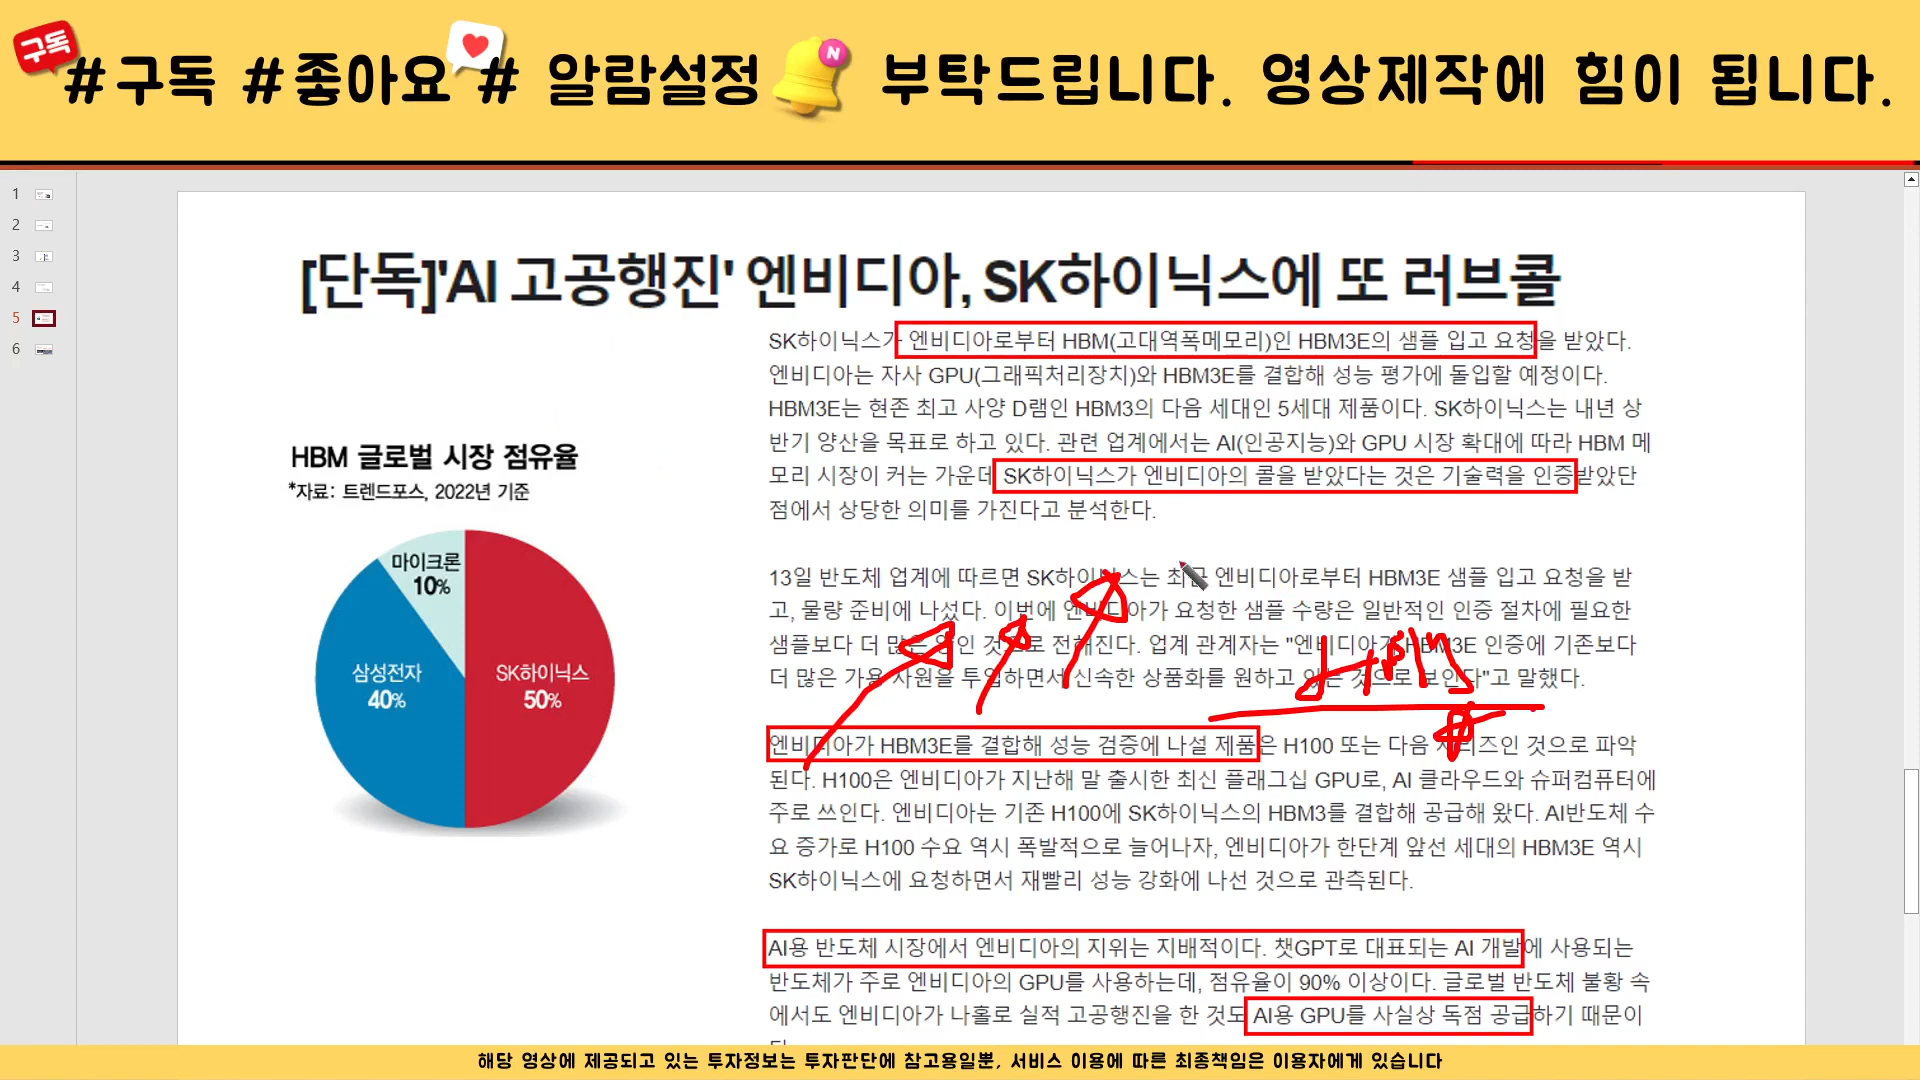 구독
#구독 #좋아요 # 알람설정 N 부탁드립니다. 영상제작에 힘이 됩니다.
1
2
3
4
5
6
[단독]'AI 고공행진' 엔비디아, SK하이닉스에 또 러브콜
HBM 글로벌 시장 점유율
*자료: 트렌드포스, 2022년 기준
마이크론
10%
삼성전자
40%
SK하이닉스
50%
SK하이닉스가 엔비디아로부터 HBM(고대역폭메모리)인 HBM3E의 샘플 입고 요청을 받았다.
엔비디아는 자사 GPU(그래픽처리장치)와 HBM3E를 결합해 성능 평가에 돌입할 예정이다.
HBM3E는 현존 최고 사양 D램인 HBM3의 다음 세대인 5세대 제품이다. SK하이닉스는 내년 상
반기 양산을 목표로 하고 있다. 관련 업계에서는 AI(인공지능)와 GPU 시장 확대에 따라 HBM 메
모리 시장이 커는 가운데 SK하이닉스가 엔비디아의 콜을 받았다는 것은 기술력을 인증받았단
점에서 상당한 의미를 가진다고 분석한다.
13일 반도체 업계에 따르면 SK하이닉스는 최근 엔비디아로부터 HBM3E 샘플 입고 요청을 받
고, 물량 준비에 나섰다. 이번에 엔비디아가 요청한 샘플 수량은 일반적인 인증 절차에 필요한
샘플보다 더 많은 양인 것으로 전해진다. 업계 관계자는 "엔비디아가 HBM3E 인증에 기존보다
더 많은 가용 자원을 투입하면서 신속한 상품화를 원하고 있는 것으로 보인다"고 말했다.
HBM
엔비디아가 HBM3E를 결합해 성능 검증에 나설 제품은 H100 또는 다음 시리즈인 것으로 파악
된다. H100은 엔비디아가 지난해 말 출시한 최신 플래그십 GPU로, AI 클라우드와 슈퍼컴퓨터에
주로 쓰인다. 엔비디아는 기존 H100에 SK하이닉스의 HBM3를 결합해 공급해 왔다. AI반도체 수
요 증가로 H100 수요 역시 폭발적으로 늘어나자, 엔비디아가 한단계 앞선 세대의 HBM3E 역시
SK하이닉스에 요청하면서 재빨리 성능 강화에 나선 것으로 관측된다.
AI용 반도체 시장에서 엔비디아의 지위는 지배적이다. 챗GPT로 대표되는 AI 개발에 사용되는
반도체가 주로 엔비디아의 GPU를 사용하는데, 점유율이 90% 이상이다. 글로벌 반도체 불황 속
에서도 엔비디아가 나홀로 실적 고공행진을 한 것도 AI용 GPU를 사실상 독점 공급하기 때문이
해당 영상에 제공되고 있는 투자정보는 투자판단에 참고용일뿐, 서비스 이용에 따른 최종책임은 이용자에게 있습니다